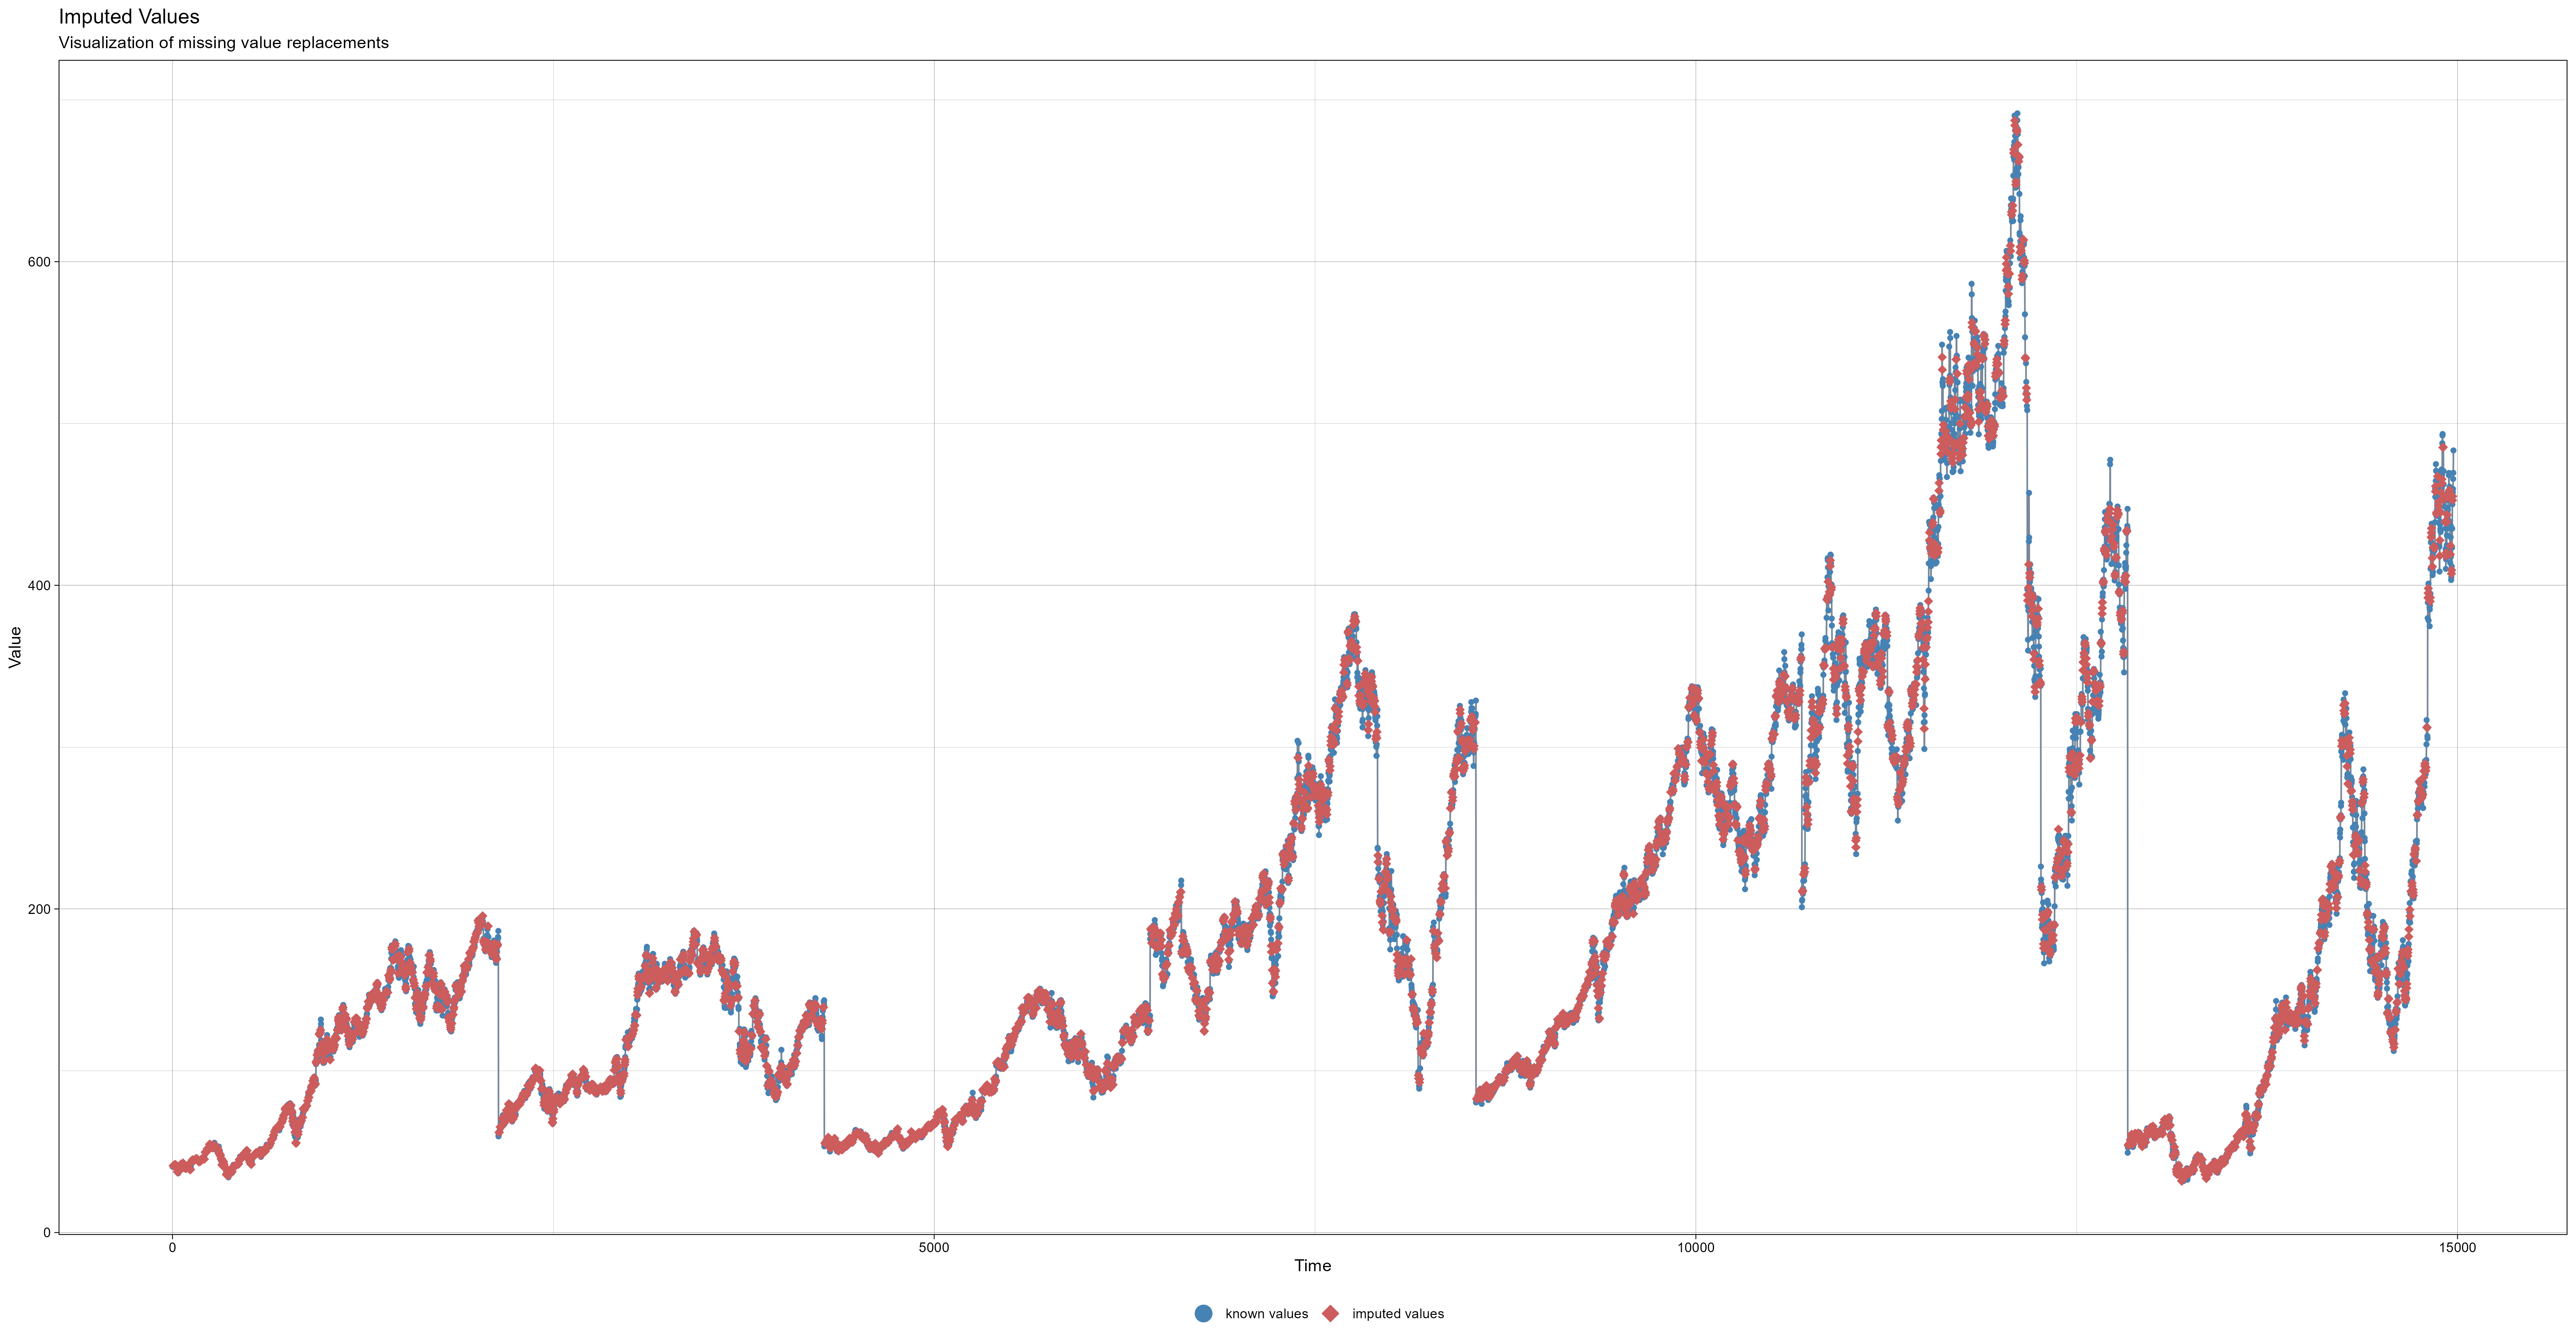 Imputed Values
Visualization of missing value replacements
600
400
200
0
Value
0 5000 10000 15000
Time
known values imputed values